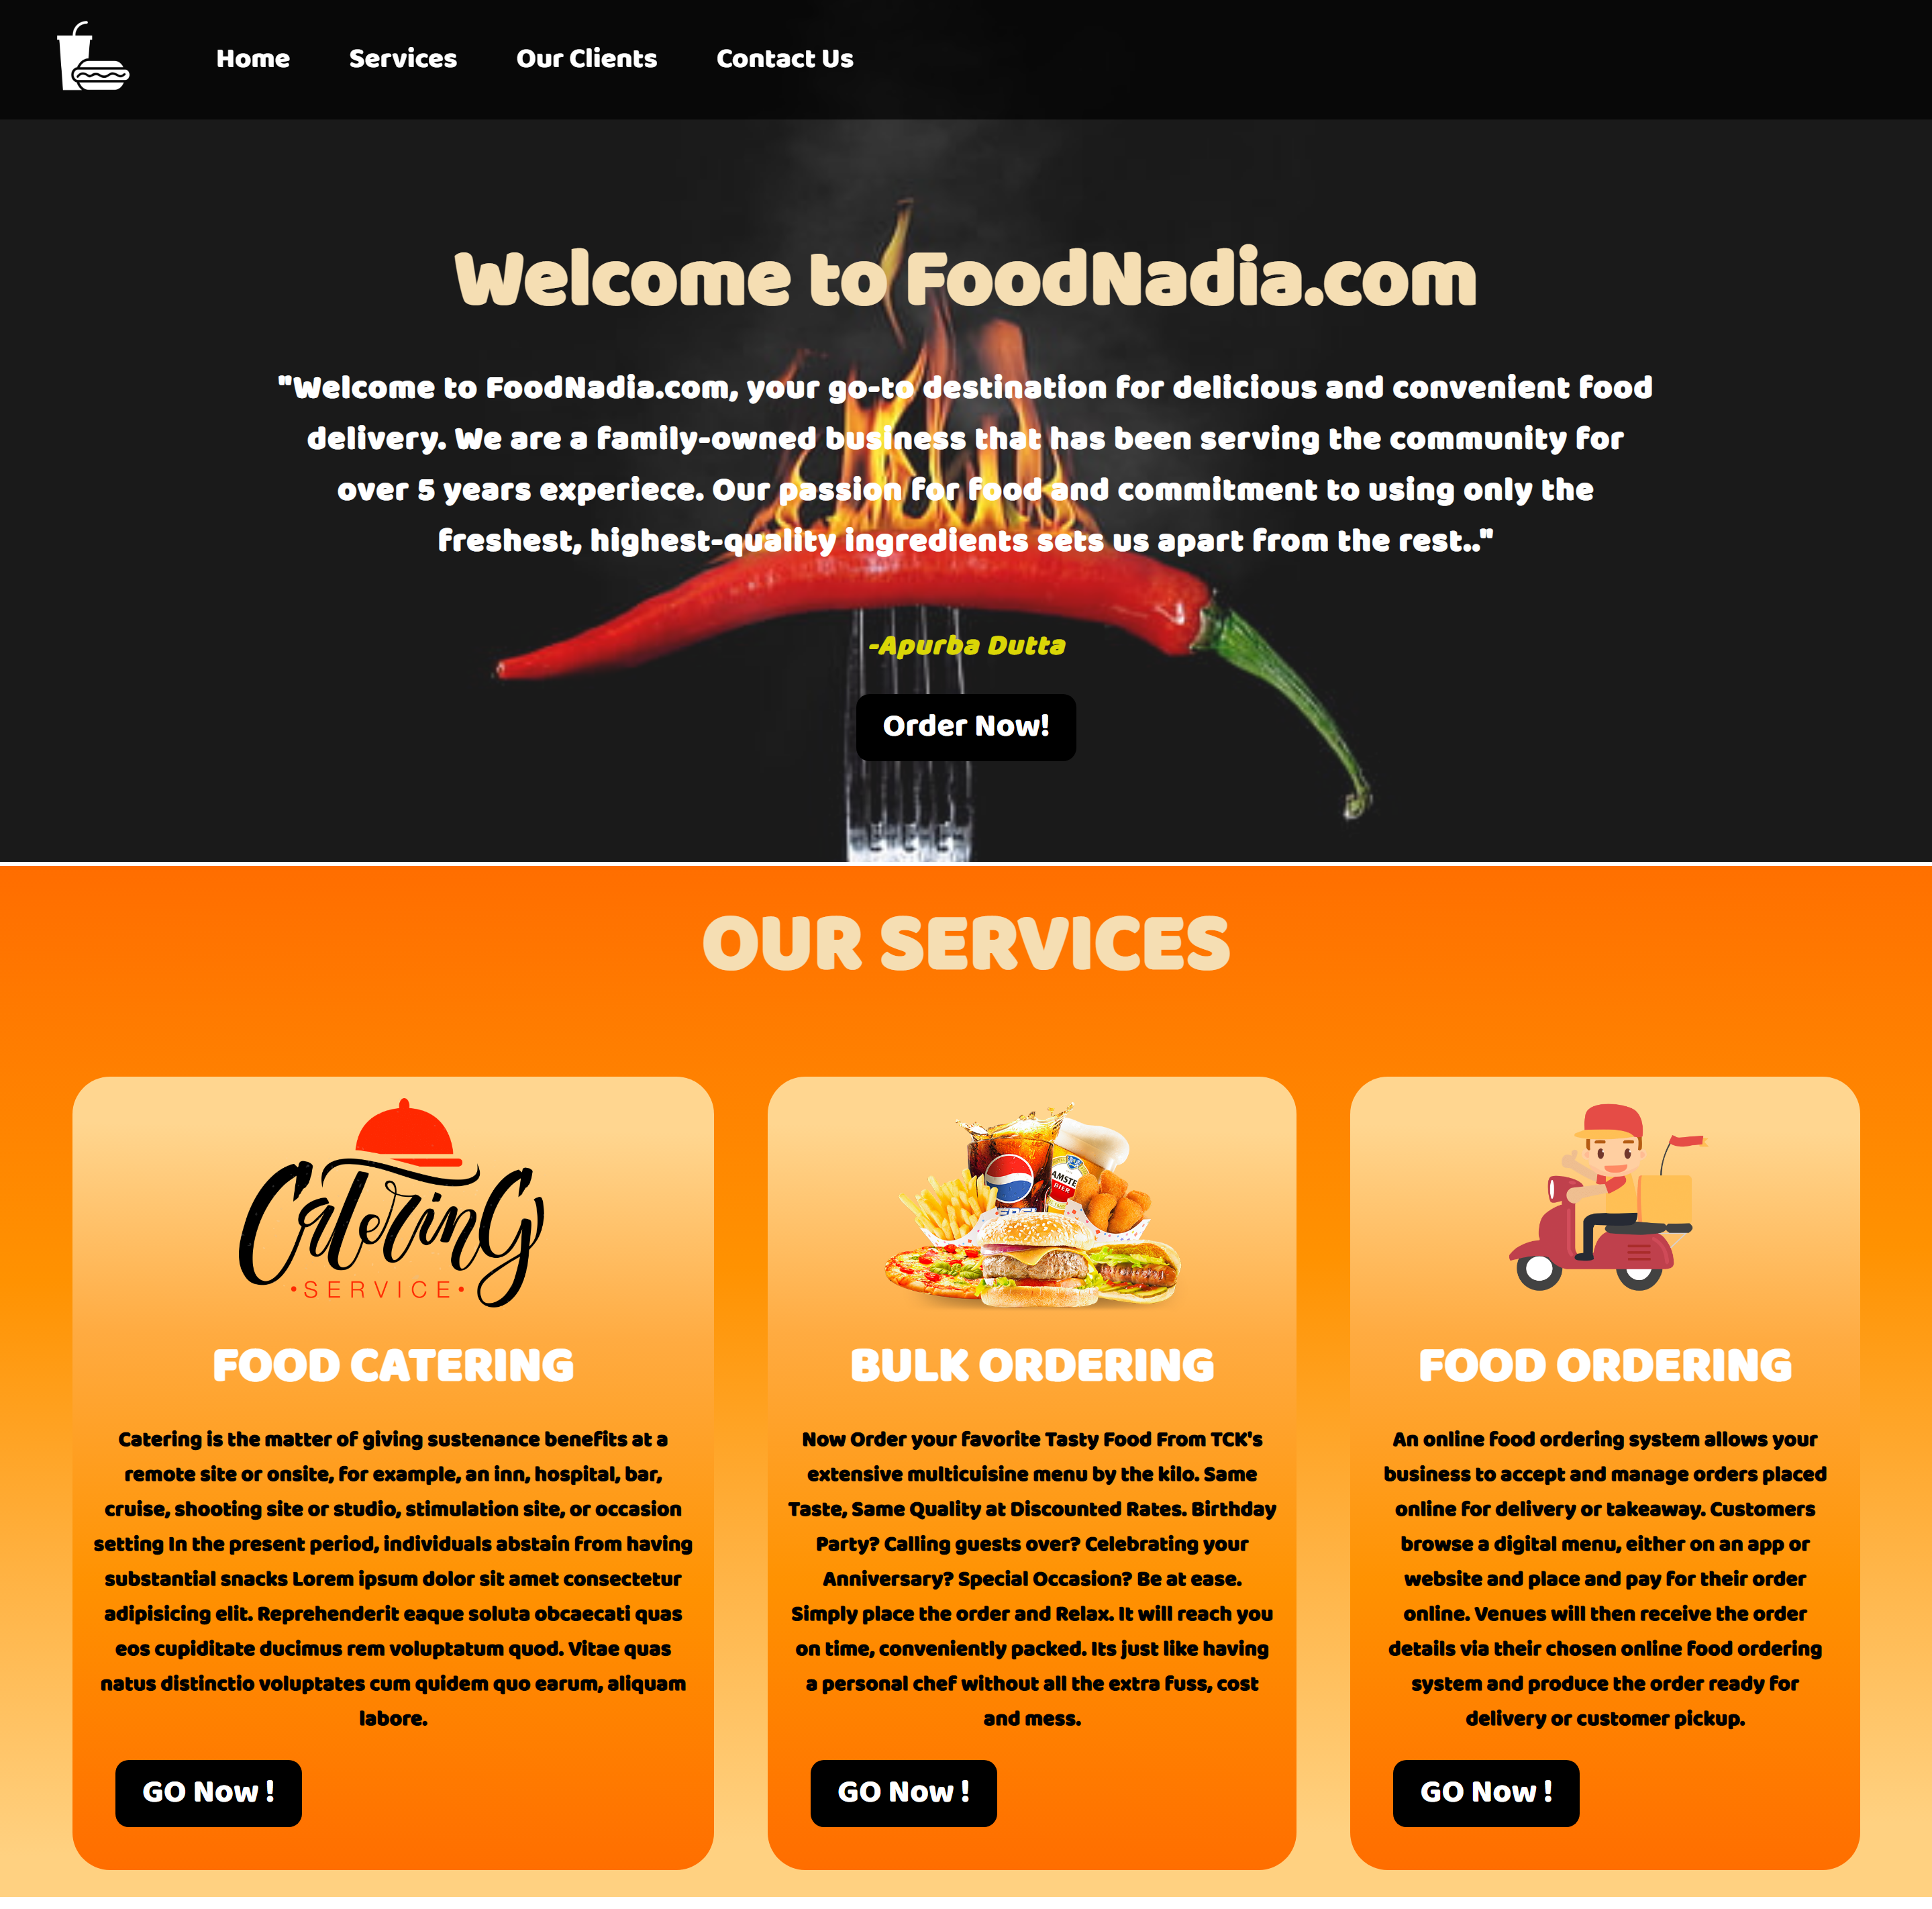 Home Services Our Clients Contact Us
Welcome to FoodNadia.com
"Welcome to FoodNadia.com, your go-to destination for delicious and convenient food
delivery. We are a family-owned business that has been serving the community for
over 5 years experiece. Our passion for food and commitment to using only the
freshest, highest-quality ingredients sets us apart from the rest.."
-Apurba Dutta
Order Now!
OUR SERVICES
Catering
•SERVICE•
FOOD CATERING
Catering is the matter of giving sustenance benefits at a
remote site or onsite, for example, an inn, hospital, bar,
cruise, shooting site or studio, stimulation site, or occasion
setting In the present period, individuals abstain from having
substantial snacks Lorem ipsum dolor sit amet consectetur
adipisicing elit. Reprehenderit eaque soluta obcaecati quas
eos cupiditate ducimus rem voluptatum quod. Vitae quas
natus distinctio voluptates cum quidem quo earum, aliquam
labore.
GO Now !
AMSTE
BIER
BULK ORDERING
Now Order your favorite Tasty Food From TCK's
extensive multicuisine menu by the kilo. Same
Taste, Same Quality at Discounted Rates. Birthday
Party? Calling guests over? Celebrating your
Anniversary? Special Occasion? Be at ease.
Simply place the order and Relax. It will reach you
on time, conveniently packed. Its just like having
a personal chef without all the extra fuss, cost
and mess.
GO Now !
FOOD ORDERING
An online food ordering system allows your
business to accept and manage orders placed
online for delivery or takeaway. Customers
browse a digital menu, either on an app or
website and place and pay for their order
online. Venues will then receive the order
details via their chosen online food ordering
system and produce the order ready for
delivery or customer pickup.
GO Now !